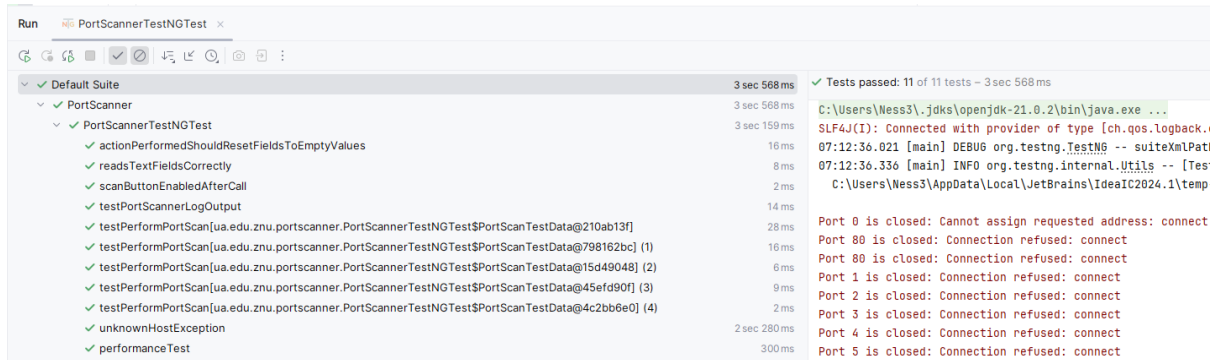 Run PortScannerTestNGTest ×
Default Suite 3 sec 568 ms
PortScanner 3 sec 568 ms
PortScannerTestNGTest 3 sec 159 ms
actionPerformedShouldResetFieldsToEmptyValues 16 ms
readsTextFieldsCorrectly 8 ms
scanButtonEnabledAfterCall 2 ms
testPortScannerLogOutput 14 ms
testPerformPortScan[ua.edu.znu.portscanner.PortScannerTestNGTest$PortScanTestData@210ab13f] 28 ms
testPerformPortScan[ua.edu.znu.portscanner.PortScannerTestNGTest$PortScanTestData@798162bc] (1) 16 ms
testPerformPortScan[ua.edu.znu.portscanner.PortScannerTestNGTest$PortScanTestData@15d49048] (2) 6 ms
testPerformPortScan[ua.edu.znu.portscanner.PortScannerTestNGTest$PortScanTestData@45efd90f] (3) 9 ms
testPerformPortScan[ua.edu.znu.portscanner.PortScannerTestNGTest$PortScanTestData@4c2bb6e0] (4) 2 ms
unknownHostException 2 sec 280 ms
performanceTest 300 ms
Tests passed: 11 of 11 tests – 3 sec 568 ms
C:\Users\Ness3\.jdks\openjdk-21.0.2\bin\java.exe ...
SLF4J(I): Connected with provider of type [ch.qos.logback.
07:12:36.021 [main] DEBUG org.testng.TestNG -- suiteXmlPat
07:12:36.336 [main] INFO org.testng.internal.Utils -- [Tes
C:\Users\Ness3\AppData\Local\JetBrains\IdeaIC2024.1\temp
Port 0 is closed: Cannot assign requested address: connect
Port 80 is closed: Connection refused: connect
Port 80 is closed: Connection refused: connect
Port 1 is closed: Connection refused: connect
Port 2 is closed: Connection refused: connect
Port 3 is closed: Connection refused: connect
Port 4 is closed: Connection refused: connect
Port 5 is closed: Connection refused: connect